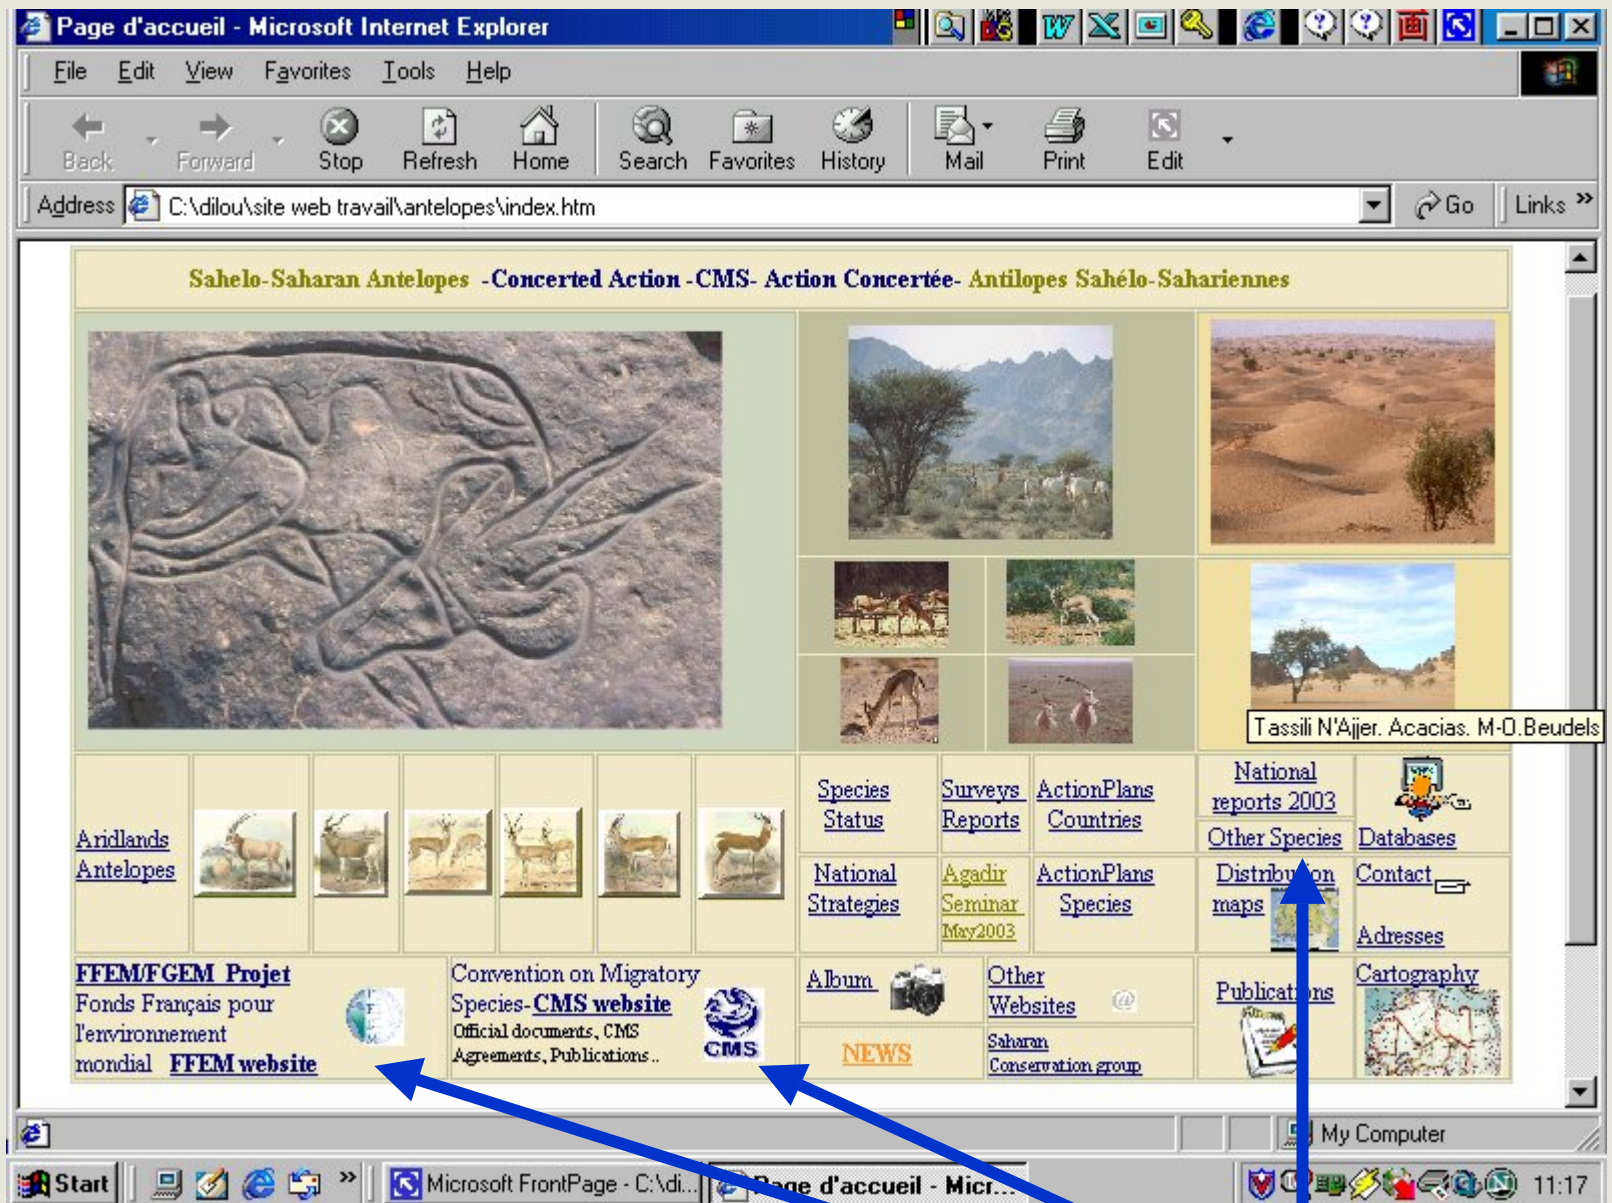 Page d'accueil - Microsoft Internet Explorer
File Edit View Favorites Tools Help
Back Forward Stop Refresh Home Search Favorites History Mail Print Edit
Address C:\dilou\site web travail\antelopes\index.htm Go Links »
Sahelo-Saharan Antelopes -Concerted Action -CMS- Action Concertée- Antilopes Sahélo-Sahariennes
Tassili N'Ajjer. Acacias. M-O.Beudels
Aridlands
Antelopes
Species
Status
Surveys
Reports
ActionPlans
Countries
National
reports 2003
Other Species
Databases
National
Strategies
Agadir
Seminar
May2003
ActionPlans
Species
Distribution
maps
Contact
Adresses
FFEM/FGEM Projet
Fonds Français pour
l'environnement
mondial FFEM website
Convention on Migratory
Species-CMS website
Official documents, CMS
Agreements, Publications..
CMS
Album
Other
Websites
NEWS
Saharan
Conservation group
Publications
Cartography
My Computer
Start » Microsoft FrontPage - C:\di... Page d'accueil - Micr... 11:17